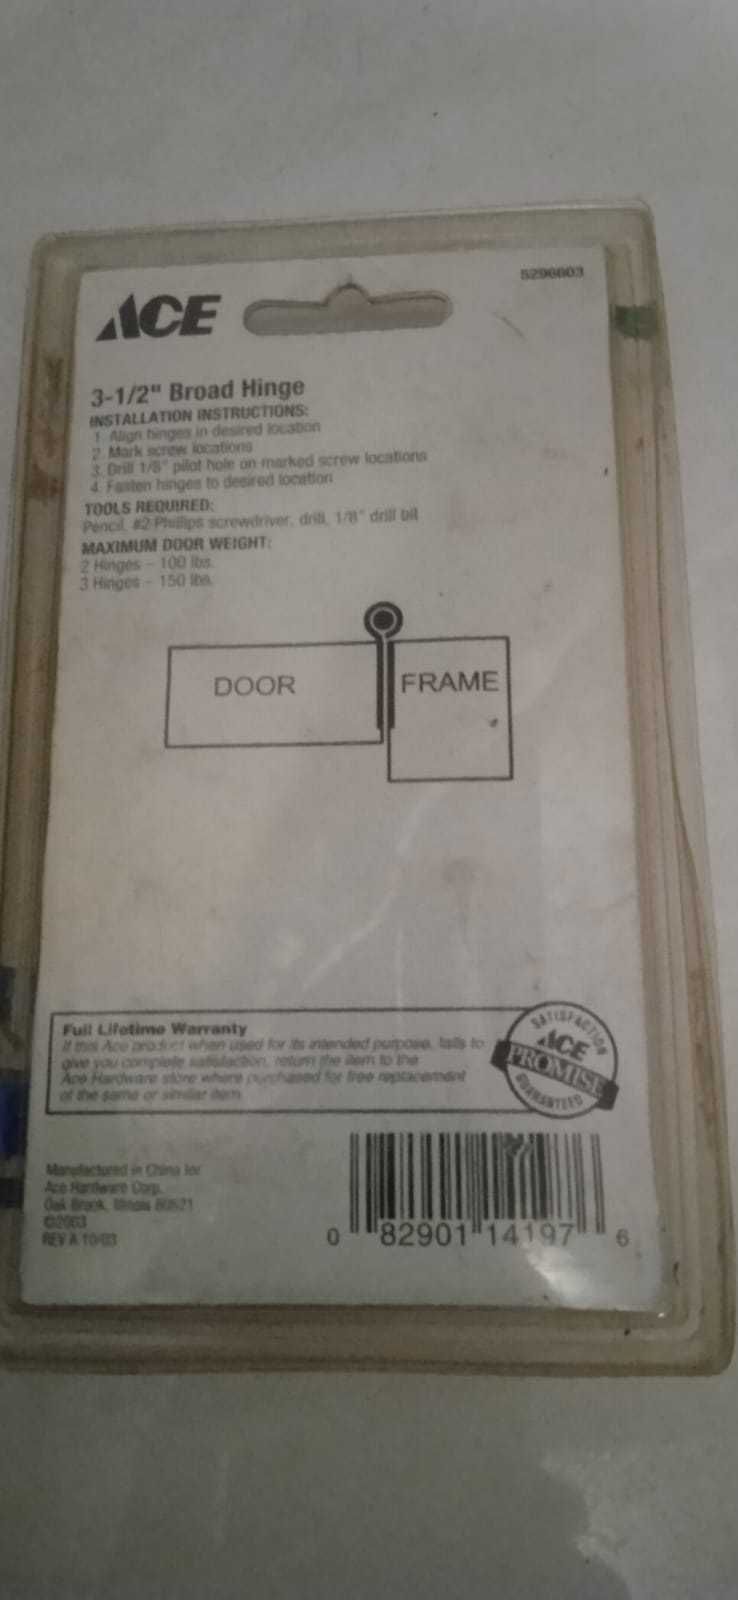 5296603
ACE
3-1/2" Broad Hinge
INSTALLATION INSTRUCTIONS:
1. Align hinges in desired location
2. Mark screw locations
3. Drill 1/8" pilot hole on marked screw locations
4. Fasten hinges to desired location
TOOLS REQUIRED:
Pencil, #2 Phillips screwdriver, drill, 1/8" drill bit
MAXIMUM DOOR WEIGHT:
2 Hinges – 100 lbs.
3 Hinges – 150 lbs.
DOOR
FRAME
Full Lifetime Warranty
If this Ace product when used for its intended purpose, fails to
give you complete satisfaction, return the item to the
Ace Hardware store where purchased for free replacement
of the same or similar item.
SATISFACTION
ACE
PROMISE
GUARANTEED
Manufactured in China for
Ace Hardware Corp.
Oak Brook, Illinois 60521
©2003
REV A 10/03
0 82901 14197 6